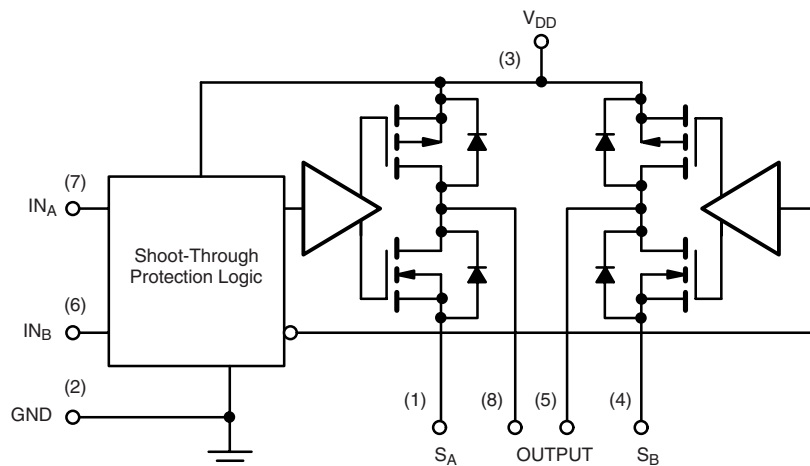 V_DD
(3)
(7)
IN_A
Shoot-Through
Protection Logic
(6)
IN_B
(2)
GND
(1)
(8)
(5)
(4)
S_A
OUTPUT
S_B